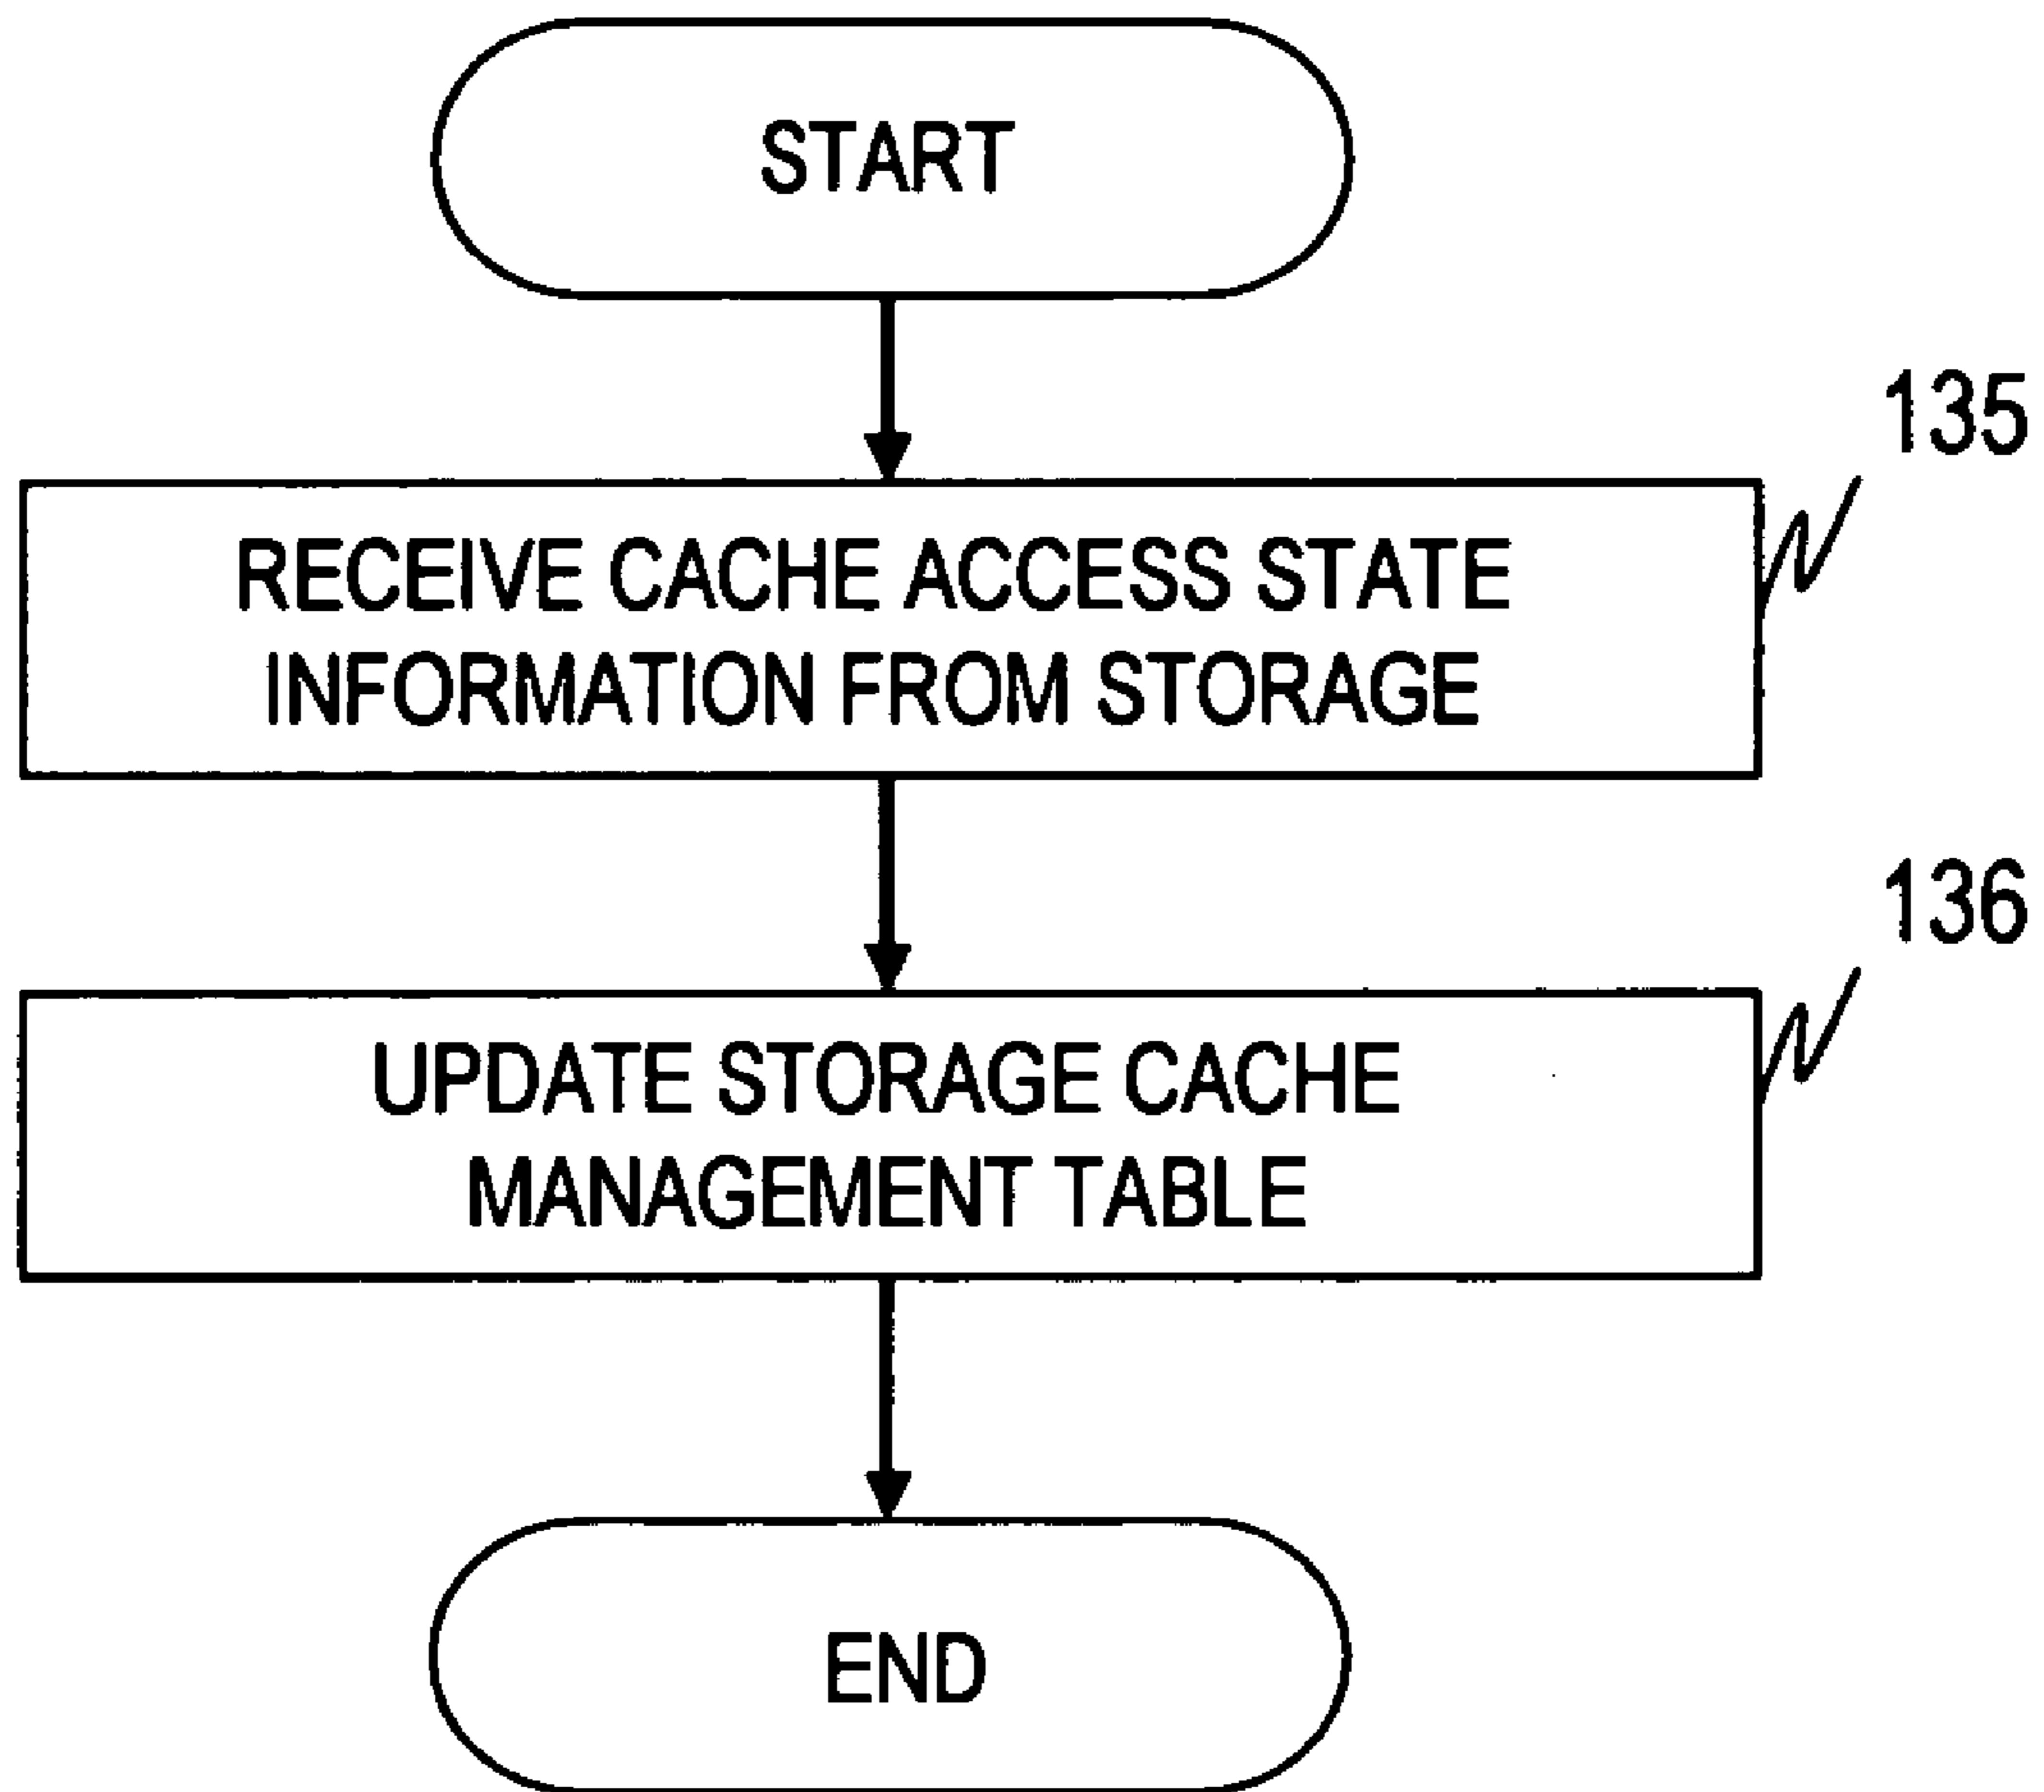 START
135
RECEIVE CACHE ACCESS STATE
INFORMATION FROM STORAGE
136
UPDATE STORAGE CACHE
MANAGEMENT TABLE
END